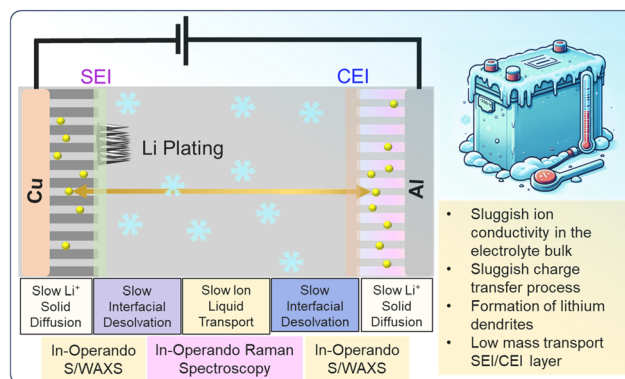 SEI
CEI
Li Plating
Cu
Al
Slow Li⁺
Solid
Diffusion
Slow
Interfacial
Desolvation
Slow Ion
Liquid
Transport
Slow
Interfacial
Desolvation
Slow Li⁺
Solid
Diffusion
In-Operando
S/WAXS
In-Operando Raman
Spectroscopy
In-Operando
S/WAXS
• Sluggish ion
conductivity in the
electrolyte bulk
• Sluggish charge
transfer process
• Formation of lithium
dendrites
• Low mass transport
SEI/CEI layer